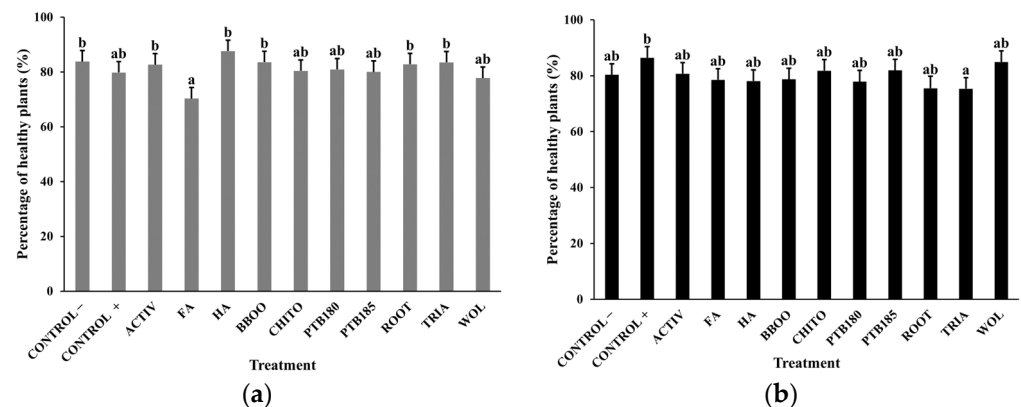 100
80
60
40
20
0
Percentage of healthy plants (%)
b ab b a b b ab ab ab b b ab
CONTROL – CONTROL + ACTIV FA HA BBOO CHITO PTB180 PTB185 ROOT TRIA WOL
Treatment
(a)
100
80
60
40
20
0
Percentage of healthy plants (%)
ab b ab ab ab ab ab ab ab ab a ab
CONTROL – CONTROL + ACTIV FA HA BBOO CHITO PTB180 PTB185 ROOT TRIA WOL
Treatment
(b)